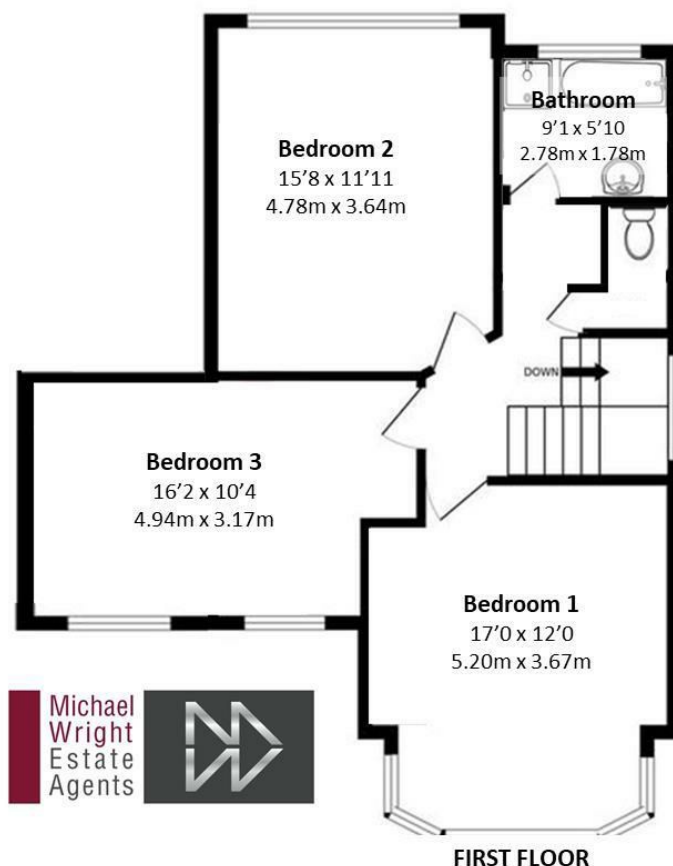 Bedroom 2
15’8 x 11’11
4.78m x 3.64m
Bathroom
9’1 x 5’10
2.78m x 1.78m
DOWN
Bedroom 3
16’2 x 10’4
4.94m x 3.17m
Bedroom 1
17’0 x 12’0
5.20m x 3.67m
Michael
Wright
Estate
Agents
FIRST FLOOR